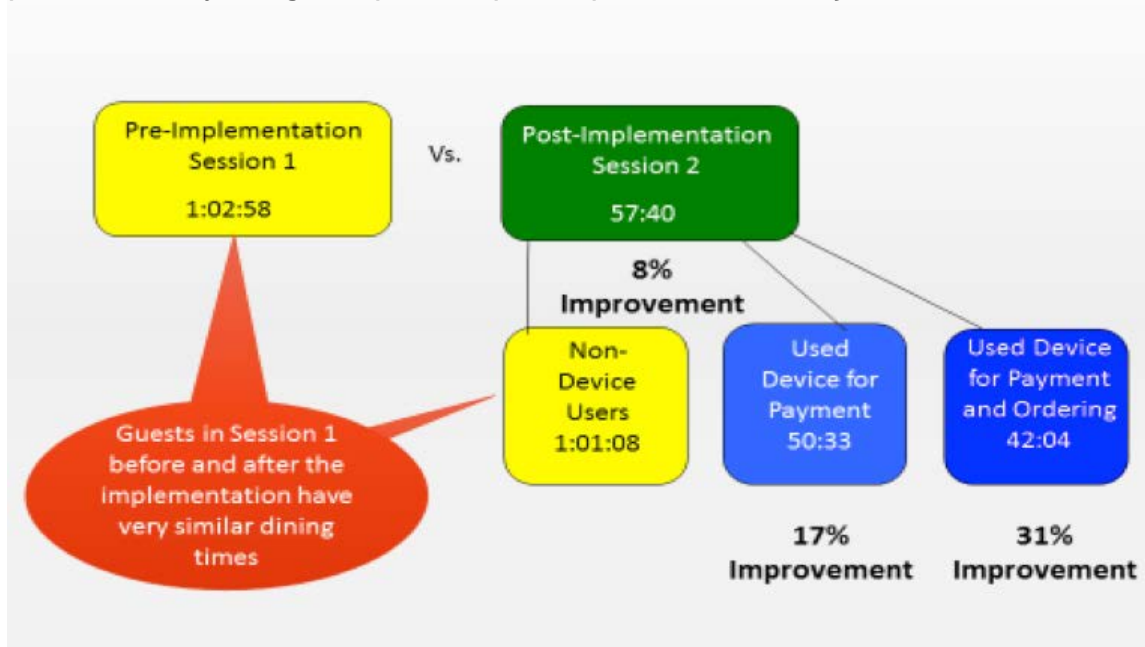 Pre-Implementation
Session 1
1:02:58
Vs.
Post-Implementation
Session 2
57:40
8%
Improvement
Non-
Device
Users
1:01:08
Used
Device for
Payment
50:33
Used Device
for Payment
and Ordering
42:04
Guests in Session 1
before and after the
implementation have
very similar dining
times
17%
Improvement
31%
Improvement